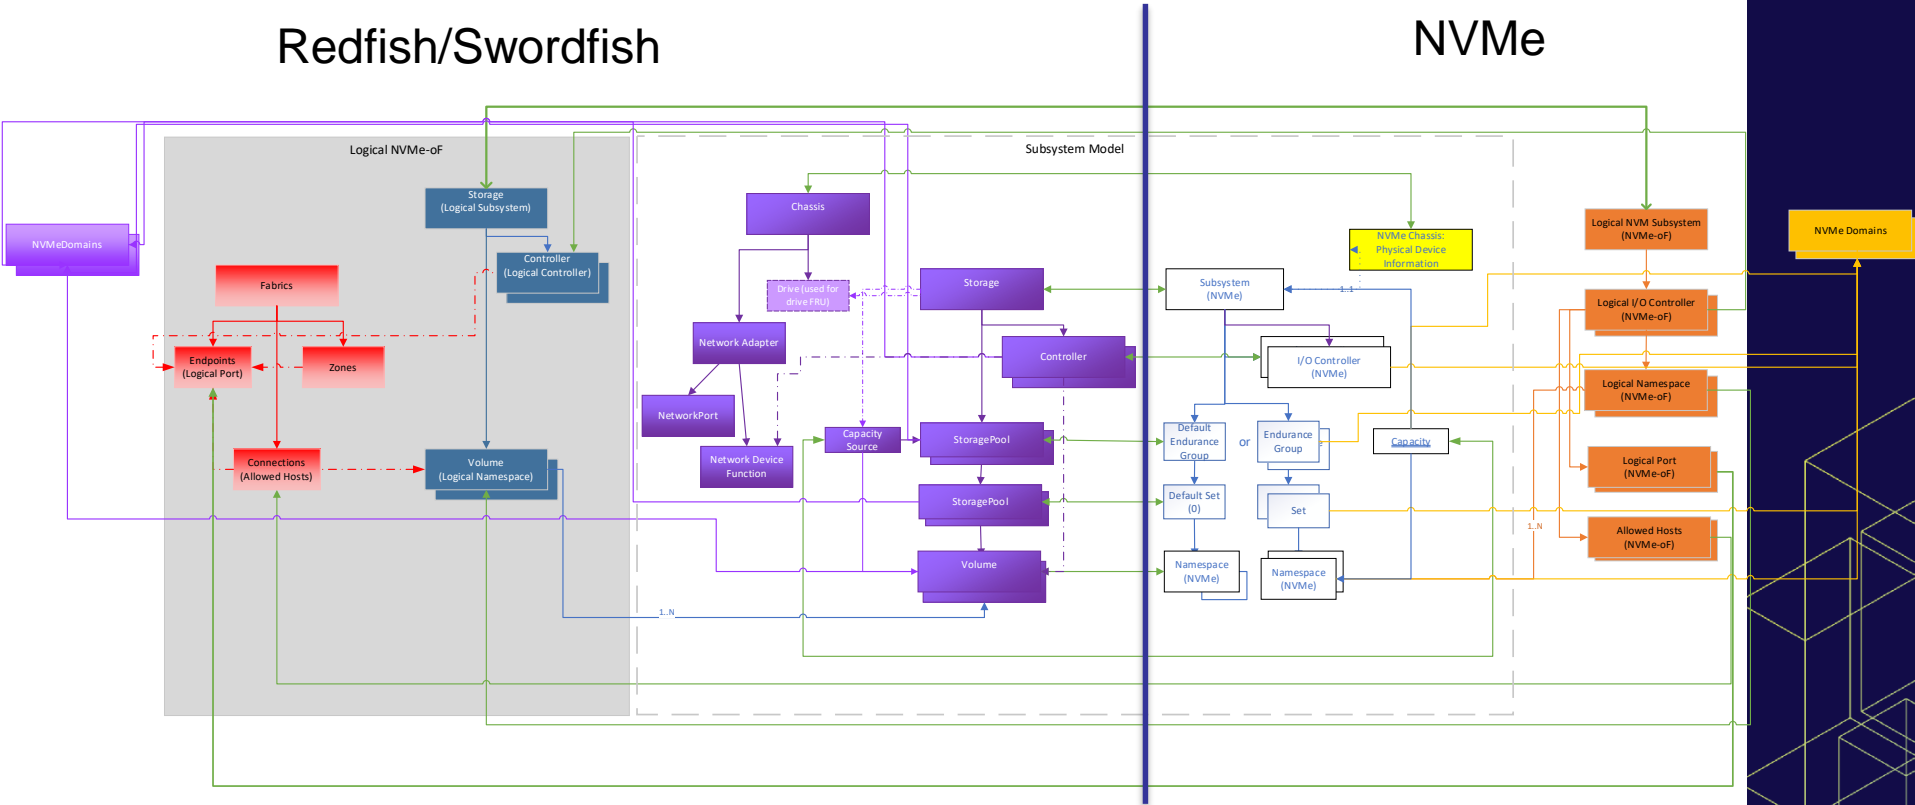 Redfish/Swordfish
NVMe
Logical NVMe-oF
Subsystem Model
Storage
(Logical Subsystem)
Controller
(Logical Controller)
NVMeDomains
Fabrics
Endpoints
(Logical Port)
Zones
Connections
(Allowed Hosts)
Volume
(Logical Namespace)
1..N
Chassis
Drive (used for
drive FRU)
Network Adapter
NetworkPort
Network Device
Function
Capacity
Source
Storage
Controller
StoragePool
StoragePool
Volume
Subsystem
(NVMe)
NVMe Chassis:
Physical Device
Information
1..1
I/O Controller
(NVMe)
Default
Endurance
Group
or
Endurance
Group
Capacity
Default Set
(0)
Set
Namespace
(NVMe)
Namespace
(NVMe)
Logical NVM Subsystem
(NVMe-oF)
Logical I/O Controller
(NVMe-oF)
Logical Namespace
(NVMe-oF)
Logical Port
(NVMe-oF)
1..N
Allowed Hosts
(NVMe-oF)
NVMe Domains